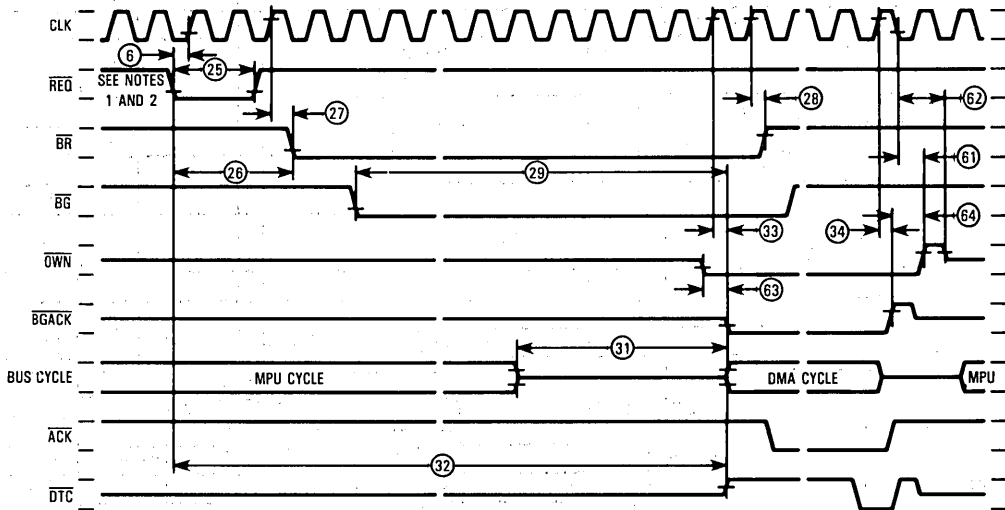 CLK
6
25
REQ
SEE NOTES
1 AND 2
27
28
62
BR
26
29
61
BG
33
34
64
OWN
63
BGACK
31
BUS CYCLE
MPU CYCLE
DMA CYCLE
MPU
ACK
32
DTC